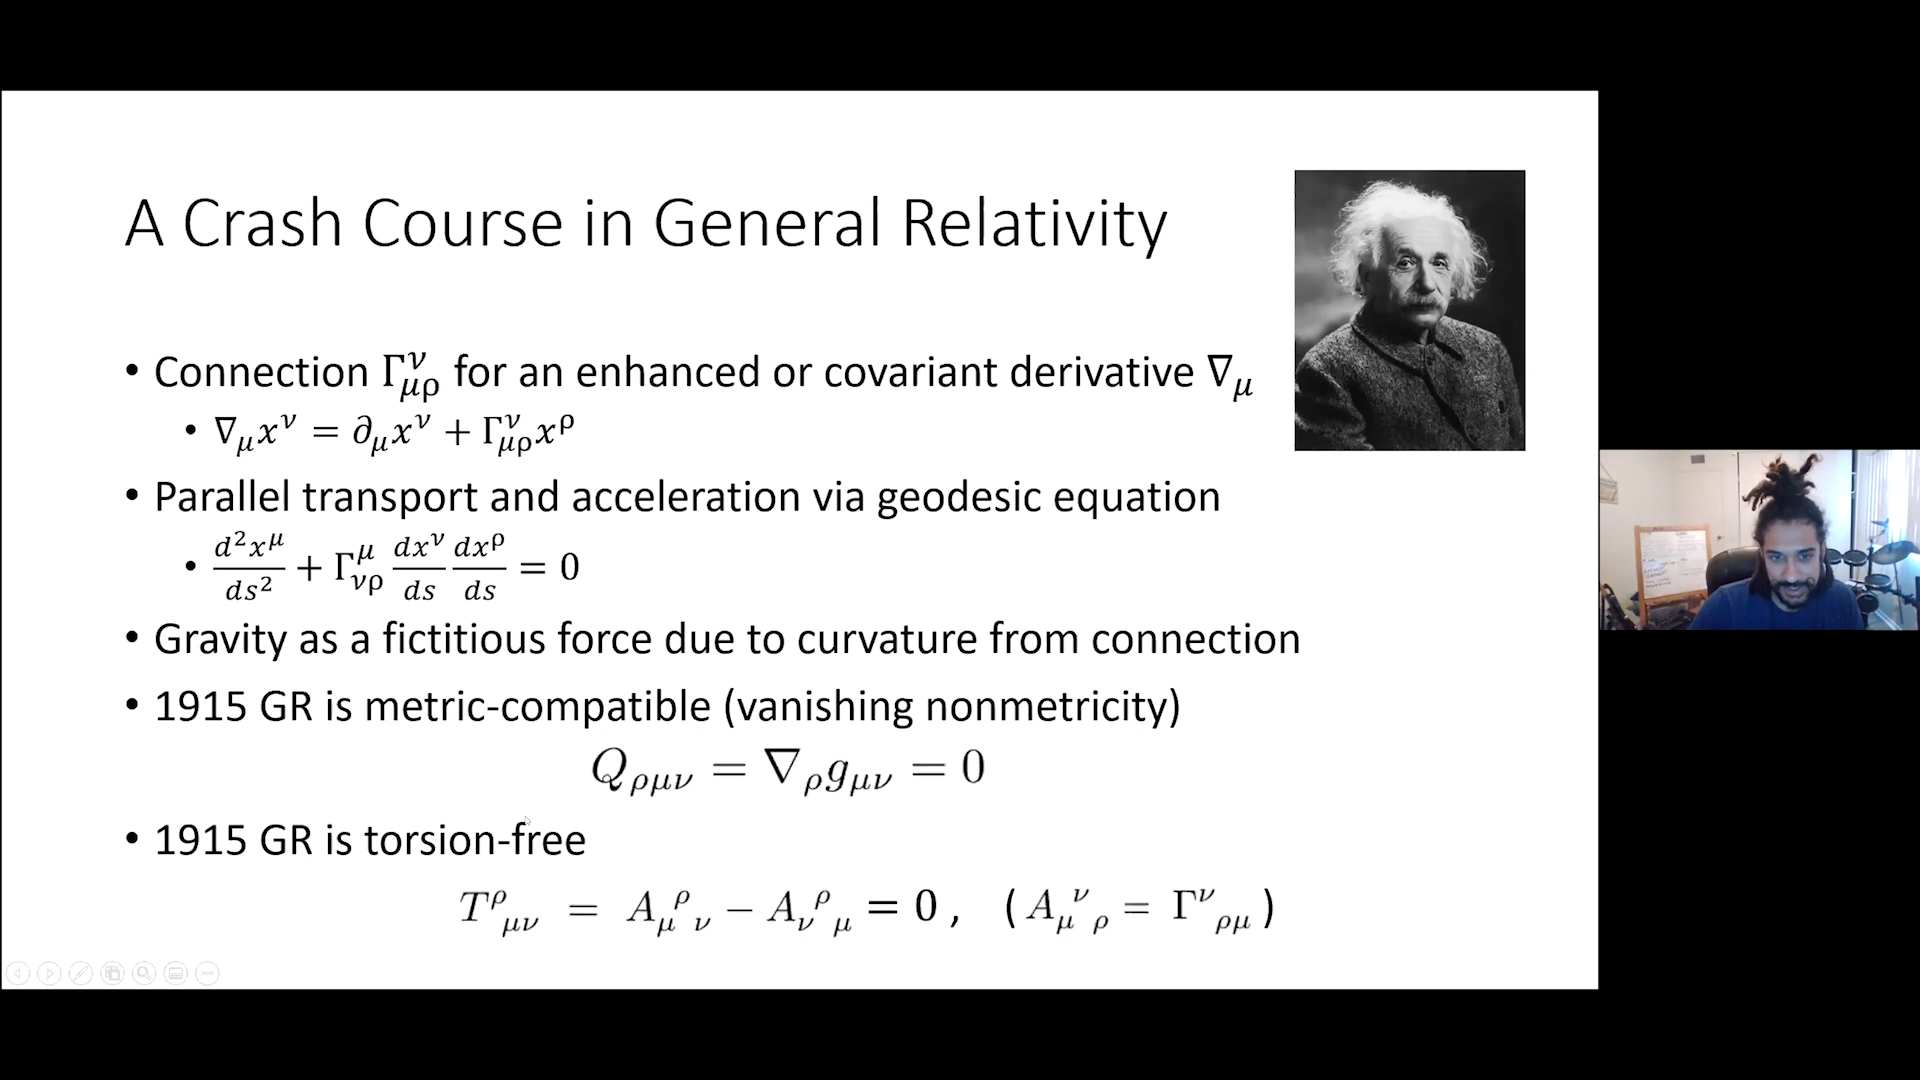 A Crash Course in General Relativity
• Connection Γ^ν_μρ for an enhanced or covariant derivative ∇_μ
• ∇_μ x^ν = ∂_μ x^ν + Γ^ν_μρ x^ρ
• Parallel transport and acceleration via geodesic equation
• d²x^μ/ds² + Γ^μ_νρ dx^ν/ds dx^ρ/ds = 0
• Gravity as a fictitious force due to curvature from connection
• 1915 GR is metric-compatible (vanishing nonmetricity)
Q_ρμν = ∇_ρ g_μν = 0
• 1915 GR is torsion-free
T^ρ_μν = A_μ^ρ_ν − A_ν^ρ_μ = 0 , ( A_μ^ν_ρ = Γ^ν_ρμ )